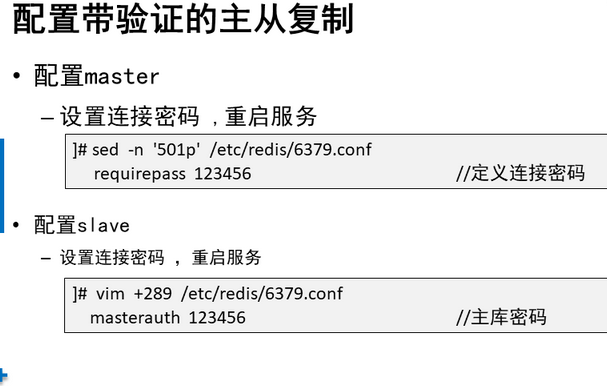 配置带验证的主从复制
• 配置master
– 设置连接密码 ，重启服务
]# sed -n '501p' /etc/redis/6379.conf
requirepass 123456 //定义连接密码
• 配置slave
– 设置连接密码 ， 重启服务
]# vim +289 /etc/redis/6379.conf
masterauth 123456 //主库密码